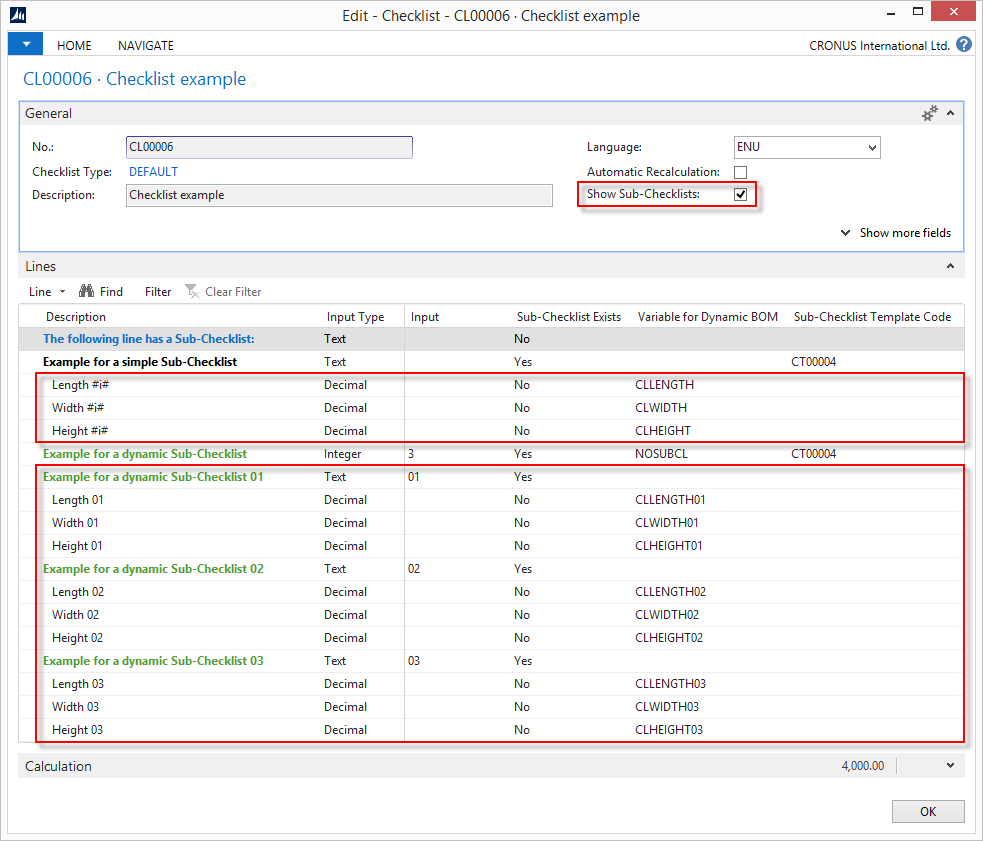 Edit - Checklist - CL00006 · Checklist example
HOME NAVIGATE CRONUS International Ltd. ?
CL00006 · Checklist example
General
No.: CL00006 Language: ENU
Checklist Type: DEFAULT Automatic Recalculation:
Description: Checklist example Show Sub-Checklists:
Show more fields
Lines
Line Find Filter Clear Filter
Description Input Type Input Sub-Checklist Exists Variable for Dynamic BOM Sub-Checklist Template Code
The following line has a Sub-Checklist: Text No
Example for a simple Sub-Checklist Text Yes CT00004
Length #i# Decimal No CLLENGTH
Width #i# Decimal No CLWIDTH
Height #i# Decimal No CLHEIGHT
Example for a dynamic Sub-Checklist Integer 3 Yes NOSUBCL CT00004
Example for a dynamic Sub-Checklist 01 Text 01 Yes
Length 01 Decimal No CLLENGTH01
Width 01 Decimal No CLWIDTH01
Height 01 Decimal No CLHEIGHT01
Example for a dynamic Sub-Checklist 02 Text 02 Yes
Length 02 Decimal No CLLENGTH02
Width 02 Decimal No CLWIDTH02
Height 02 Decimal No CLHEIGHT02
Example for a dynamic Sub-Checklist 03 Text 03 Yes
Length 03 Decimal No CLLENGTH03
Width 03 Decimal No CLWIDTH03
Height 03 Decimal No CLHEIGHT03
Calculation 4,000.00
OK